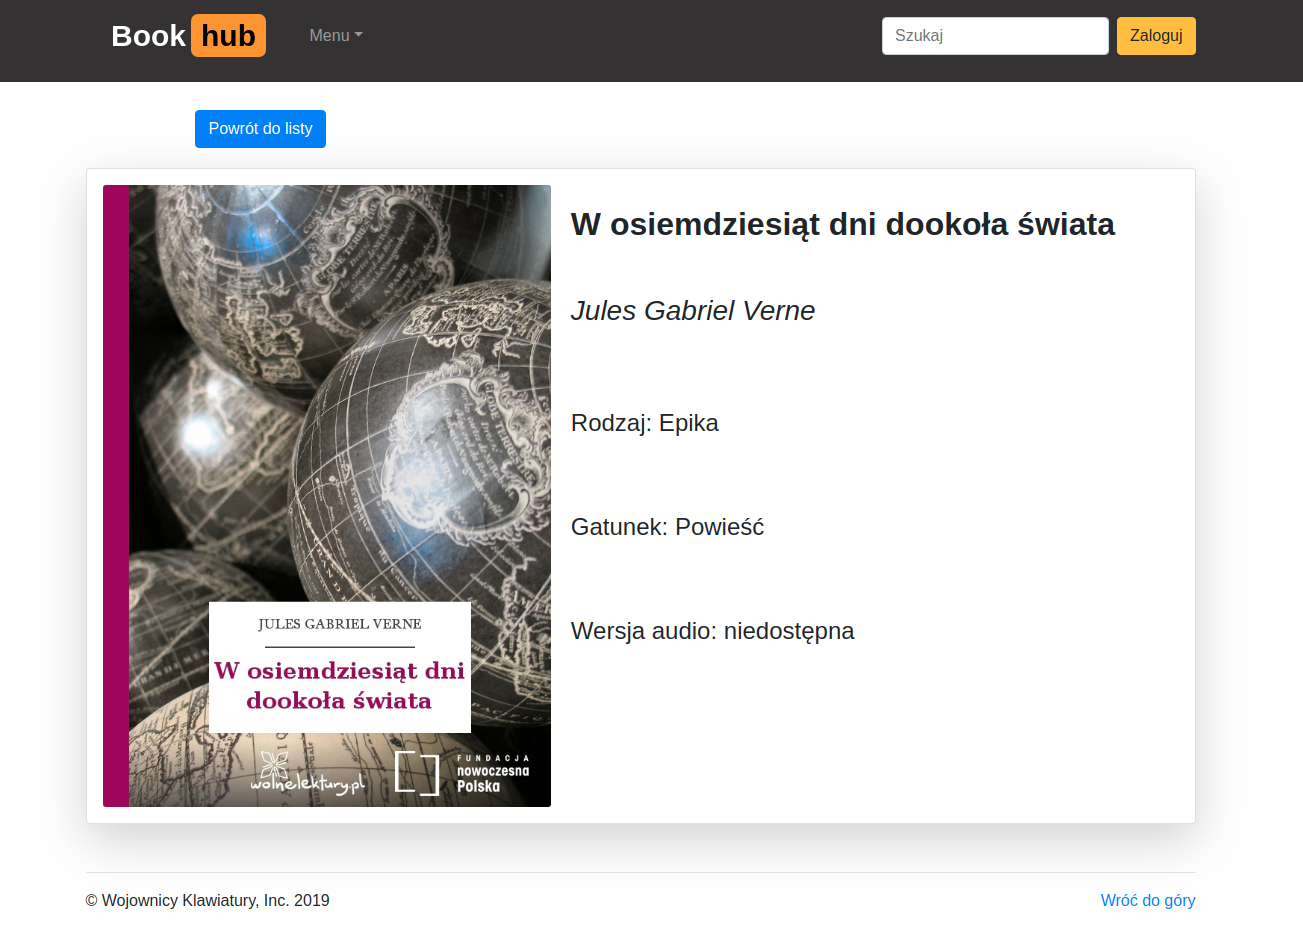 Book hub
Menu
Szukaj
Zaloguj
Powrót do listy
W osiemdziesiąt dni dookoła świata
Jules Gabriel Verne
Rodzaj: Epika
Gatunek: Powieść
Wersja audio: niedostępna
JULES GABRIEL VERNE
W osiemdziesiąt dni
dookoła świata
wolnelektury.pl
FUNDACJA
nowoczesna
Polska
© Wojownicy Klawiatury, Inc. 2019
Wróć do góry